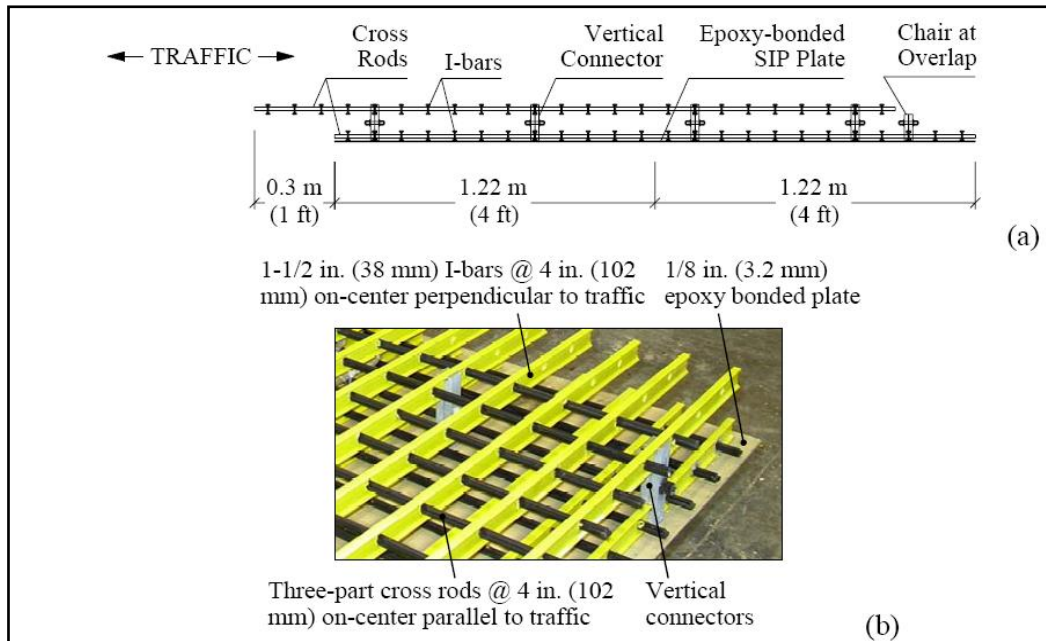 TRAFFIC
Cross
Rods
I-bars
Vertical
Connector
Epoxy-bonded
SIP Plate
Chair at
Overlap
0.3 m
(1 ft)
1.22 m
(4 ft)
1.22 m
(4 ft)
(a)
1-1/2 in. (38 mm) I-bars @ 4 in. (102
mm) on-center perpendicular to traffic
1/8 in. (3.2 mm)
epoxy bonded plate
Three-part cross rods @ 4 in. (102
mm) on-center parallel to traffic
Vertical
connectors
(b)